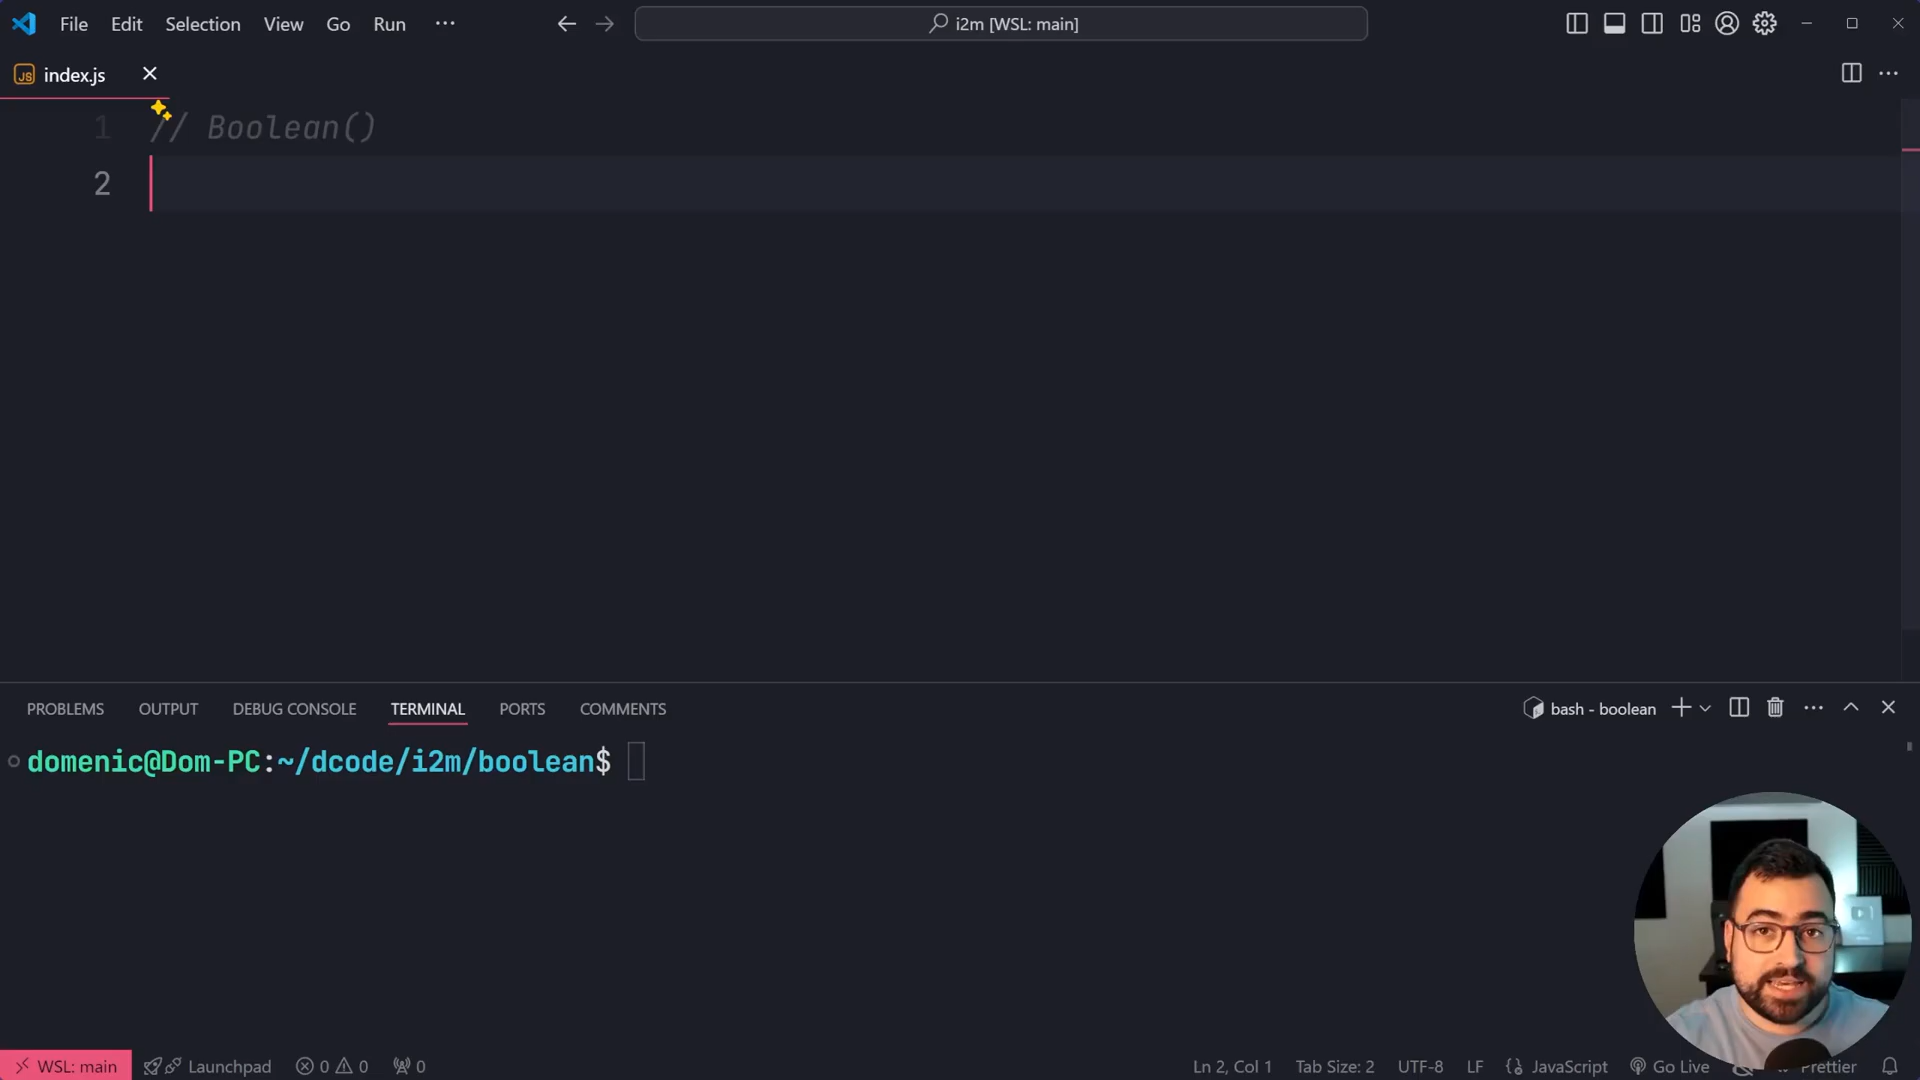 File Edit Selection View Go Run ···
i2m [WSL: main]
JS index.js
1 // Boolean()
2
PROBLEMS OUTPUT DEBUG CONSOLE TERMINAL PORTS COMMENTS
bash - boolean
domenic@Dom-PC:~/dcode/i2m/boolean$
WSL: main Launchpad 0 0 0 Ln 2, Col 1 Tab Size: 2 UTF-8 LF {} JavaScript Go Live Prettier